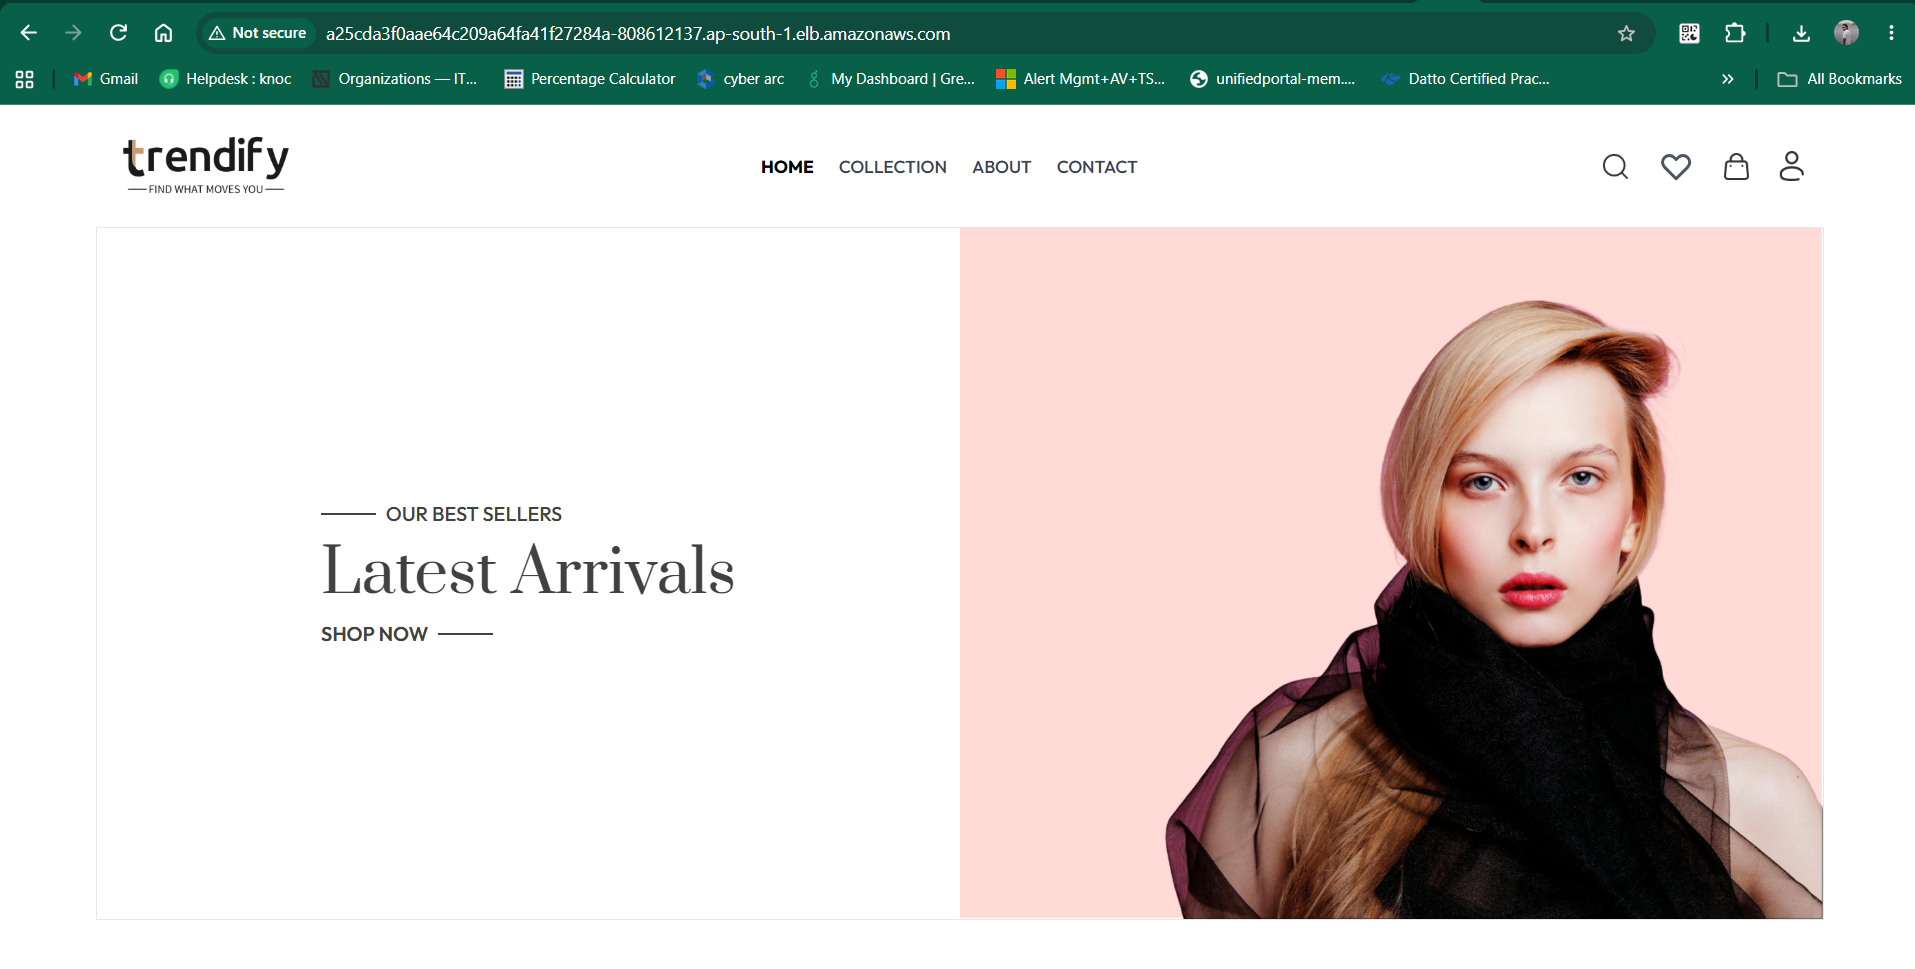 Not secure
a25cda3f0aae64c209a64fa41f27284a-808612137.ap-south-1.elb.amazonaws.com
Gmail
Helpdesk : knoc
Organizations — IT...
Percentage Calculator
cyber arc
My Dashboard | Gre...
Alert Mgmt+AV+TS...
unifiedportal-mem....
Datto Certified Prac...
All Bookmarks
trendify
FIND WHAT MOVES YOU
HOME
COLLECTION
ABOUT
CONTACT
OUR BEST SELLERS
Latest Arrivals
SHOP NOW